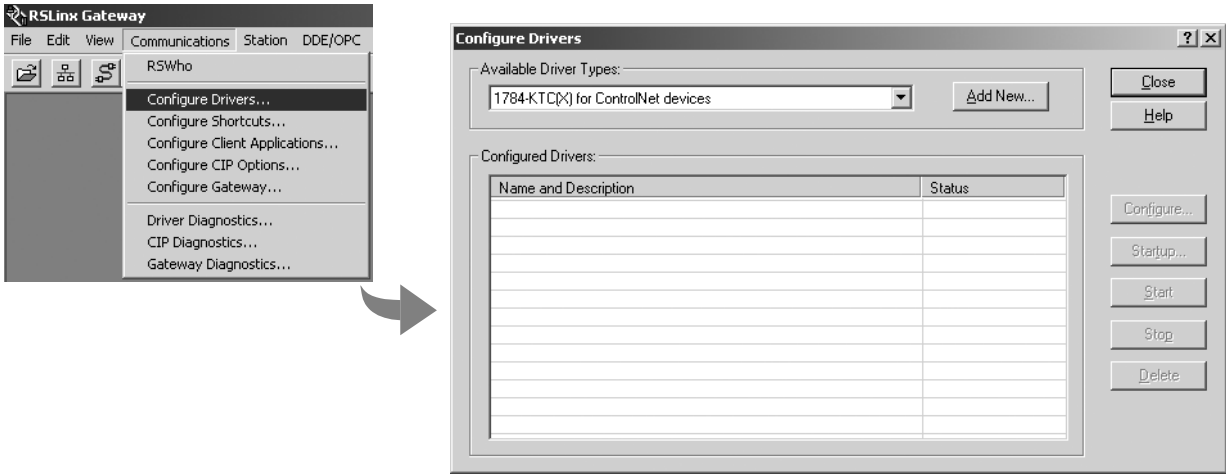 RSLinx Gateway
File Edit View Communications Station DDE/OPC
RSWho
Configure Drivers...
Configure Shortcuts...
Configure Client Applications...
Configure CIP Options...
Configure Gateway...
Driver Diagnostics...
CIP Diagnostics...
Gateway Diagnostics...
Configure Drivers
Available Driver Types:
1784-KTC(X) for ControlNet devices
Add New...
Close
Help
Configured Drivers:
Name and Description Status
Configure...
Startup...
Start
Stop
Delete